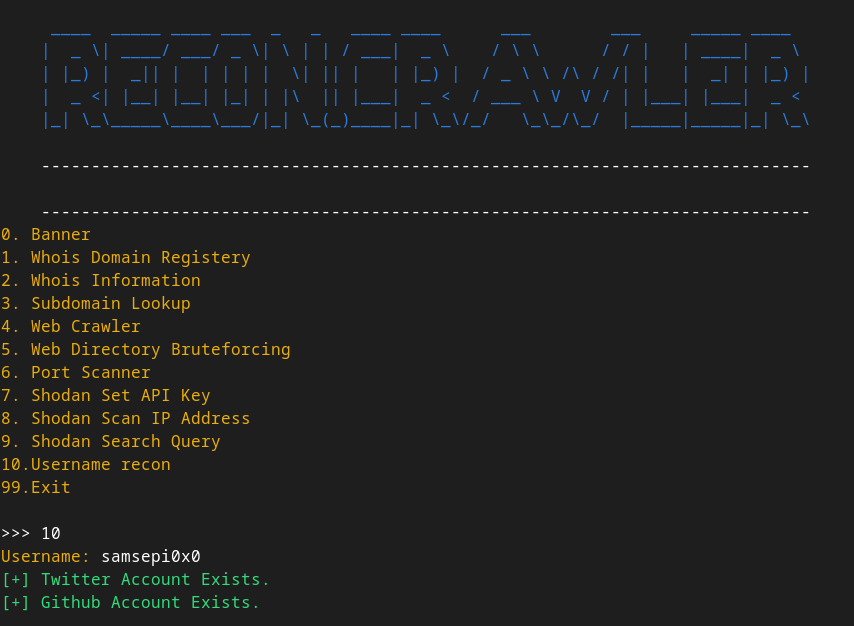 RECONCRAWLER
------------------------------------------------------------------------------
------------------------------------------------------------------------------
0. Banner
1. Whois Domain Registery
2. Whois Information
3. Subdomain Lookup
4. Web Crawler
5. Web Directory Bruteforcing
6. Port Scanner
7. Shodan Set API Key
8. Shodan Scan IP Address
9. Shodan Search Query
10.Username recon
99.Exit
>>> 10
Username: samsepi0x0
[+] Twitter Account Exists.
[+] Github Account Exists.